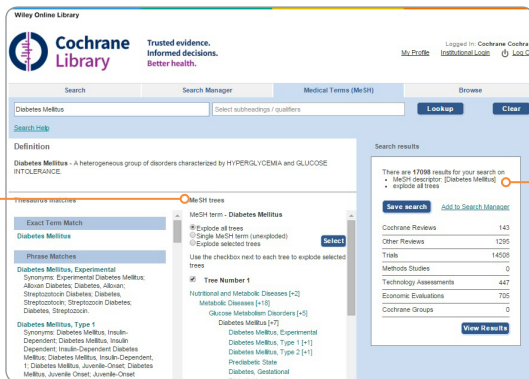 Wiley Online Library
Cochrane
Library
Trusted evidence.
Informed decisions.
Better health.
Logged in: Cochrane Cochra
My Profile Institutional Login Log O
Search
Search Manager
Medical Terms (MeSH)
Browse
Diabetes Mellitus
Select subheadings / qualifiers
Lookup
Clear
Search Help
Definition
Diabetes Mellitus - A heterogeneous group of disorders characterized by HYPERGLYCEMIA and GLUCOSE
INTOLERANCE.
Thesaurus matches
Exact Term Match
Diabetes Mellitus
Phrase Matches
Diabetes Mellitus, Experimental
Synonyms: Experimental Diabetes Mellitus;
Alloxan Diabetes; Diabetes, Alloxan;
Streptozotocin Diabetes; Diabetes,
Streptozotocin; Streptozocin Diabetes;
Diabetes, Streptozocin.
Diabetes Mellitus, Type 1
Synonyms: Diabetes Mellitus, Insulin-
Dependent; Diabetes Mellitus, Insulin
Dependent; Insulin-Dependent Diabetes
Mellitus; Diabetes Mellitus, Insulin-Dependent,
1; Diabetes Mellitus, Juvenile-Onset; Diabetes
Mellitus, Juvenile Onset; Juvenile-Onset
MeSH trees
MeSH term - Diabetes Mellitus
Explode all trees
Single MeSH term (unexploded)
Explode selected trees
Select
Use the checkbox next to each tree to explode selected
trees
Tree Number 1
Nutritional and Metabolic Diseases [+2]
Metabolic Diseases [+18]
Glucose Metabolism Disorders [+5]
Diabetes Mellitus [+7]
Diabetes Mellitus, Experimental
Diabetes Mellitus, Type 1 [+1]
Diabetes Mellitus, Type 2 [+1]
Prediabetic State
Diabetes, Gestational
Search results
There are 17098 results for your search on
MeSH descriptor: [Diabetes Mellitus]
explode all trees
Save search
Add to Search Manager
Cochrane Reviews 143
Other Reviews 1295
Trials 14508
Methods Studies 0
Technology Assessments 447
Economic Evaluations 705
Cochrane Groups 0
View Results